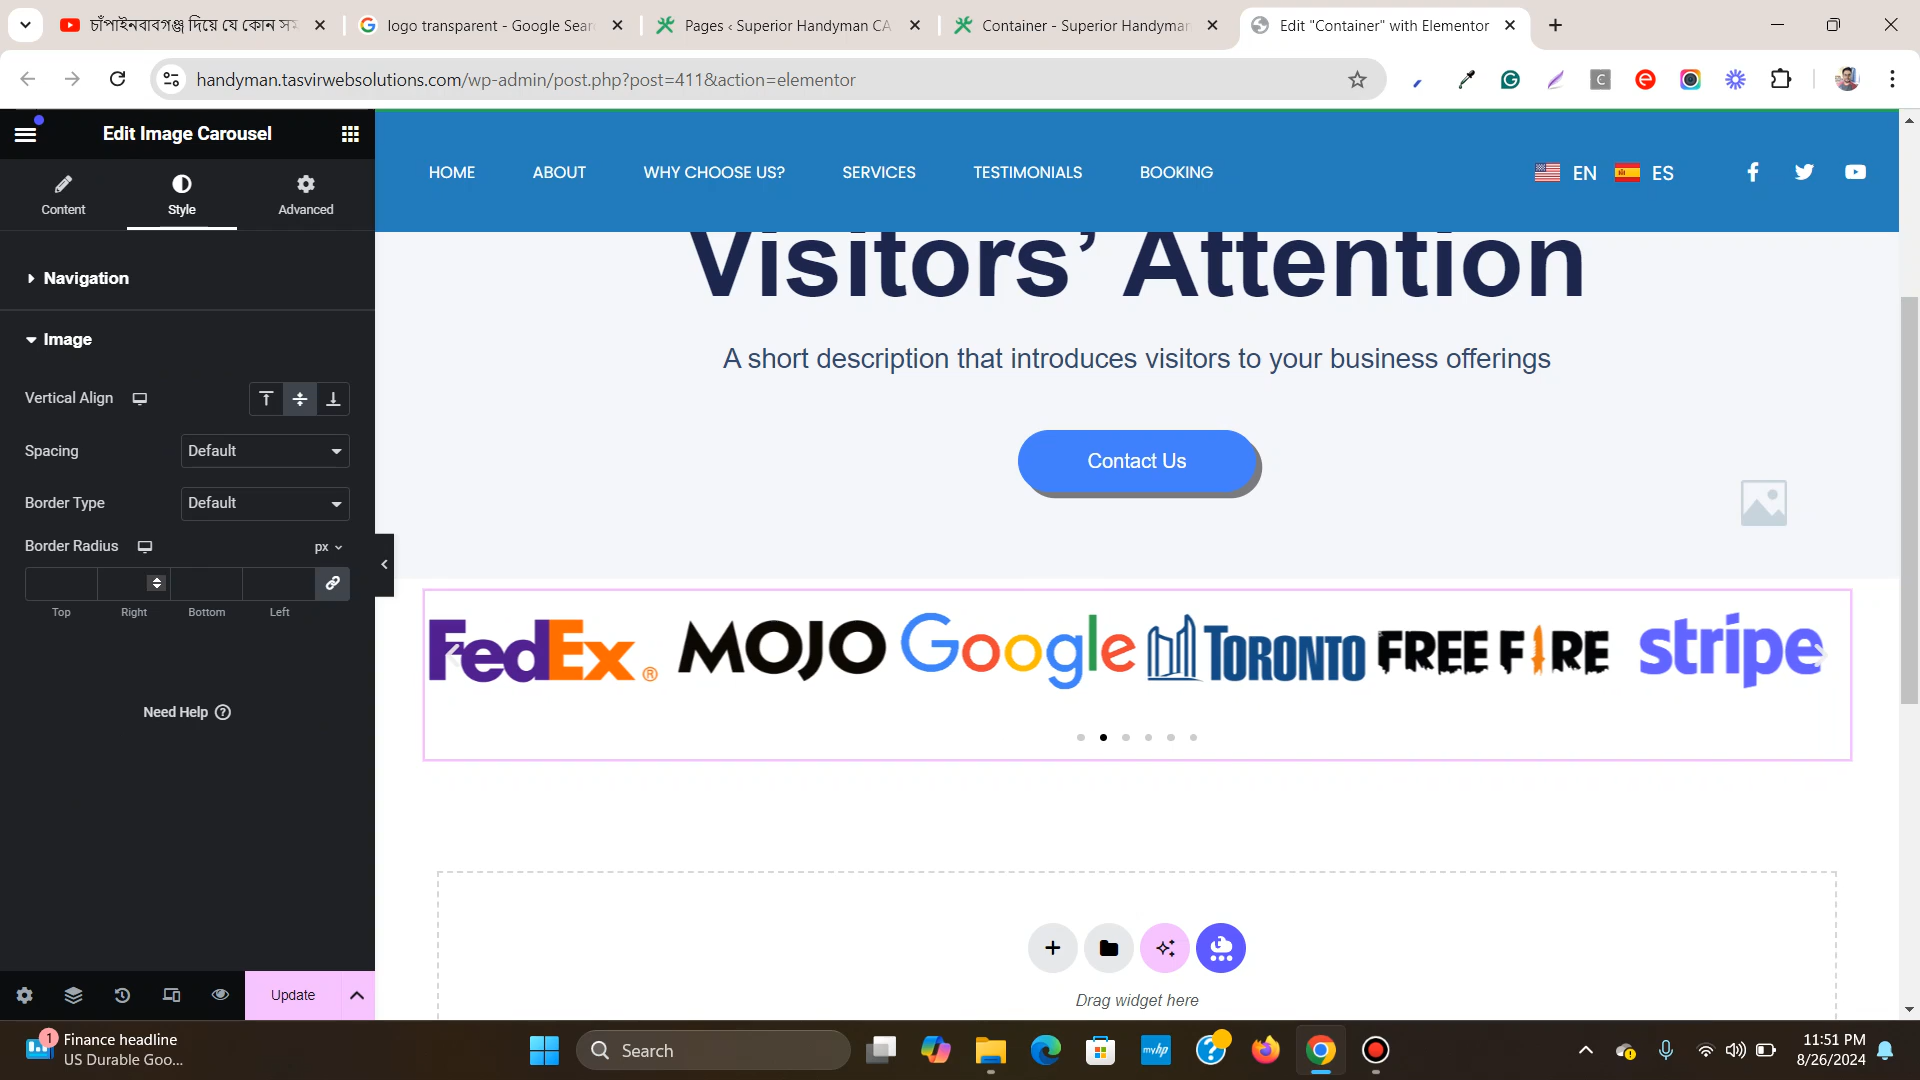 চাঁপাইনবাবগঞ্জ দিয়ে যে কোন সম
logo transparent - Google Sear
Pages ‹ Superior Handyman CA
Container - Superior Handyman
Edit "Container" with Elementor
handyman.tasvirwebsolutions.com/wp-admin/post.php?post=411&action=elementor
Edit Image Carousel
Content
Style
Advanced
Navigation
Image
Vertical Align
Spacing
Default
Border Type
Default
Border Radius
px
Top
Right
Bottom
Left
Need Help
Update
HOME
ABOUT
WHY CHOOSE US?
SERVICES
TESTIMONIALS
BOOKING
EN
ES
Visitors’ Attention
A short description that introduces visitors to your business offerings
Contact Us
FedEx®
MOJO
Google
TORONTO
FREE FIRE
stripe
Drag widget here
1
Finance headline
US Durable Goo...
Search
myhp
11:51 PM
8/26/2024